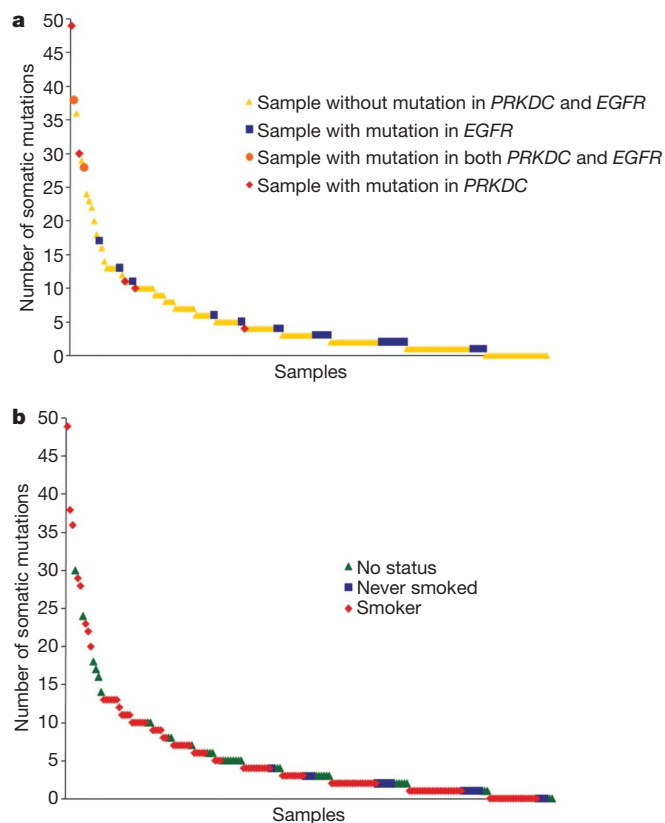 a
50
45
40
35
30
25
20
15
10
5
0
Number of somatic mutations
Sample without mutation in PRKDC and EGFR
Sample with mutation in EGFR
Sample with mutation in both PRKDC and EGFR
Sample with mutation in PRKDC
Samples
b
50
45
40
35
30
25
20
15
10
5
0
Number of somatic mutations
No status
Never smoked
Smoker
Samples